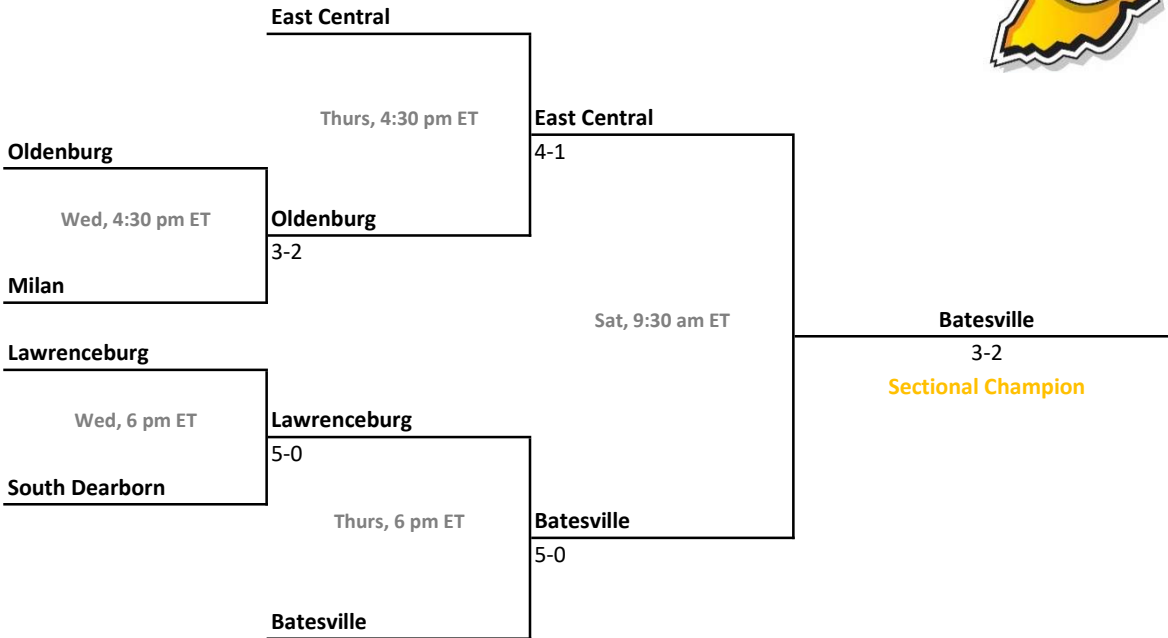 East Central
Thurs, 4:30 pm ET
East Central
4-1
Oldenburg
Wed, 4:30 pm ET
Oldenburg
3-2
Milan
Sat, 9:30 am ET
Batesville
3-2
Sectional Champion
Lawrenceburg
Wed, 6 pm ET
Lawrenceburg
5-0
South Dearborn
Thurs, 6 pm ET
Batesville
5-0
Batesville